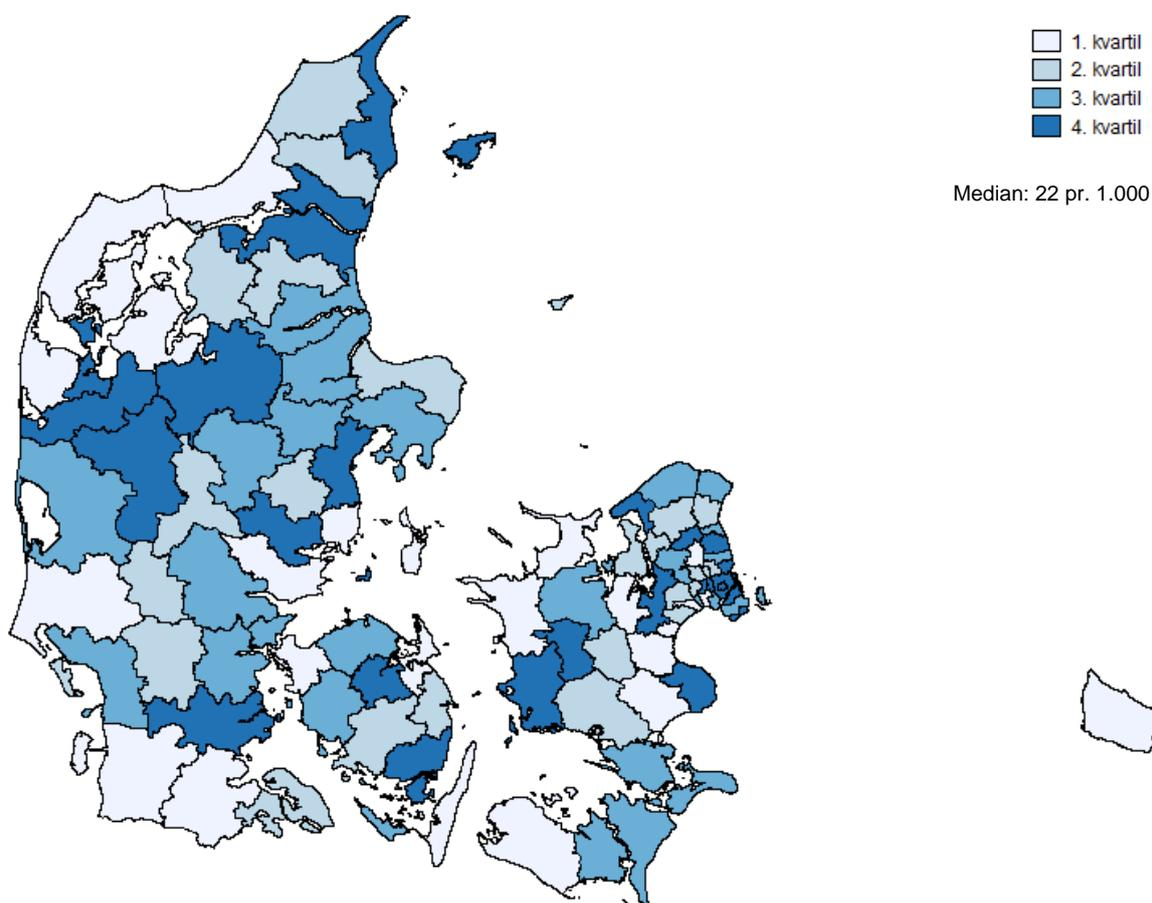 1. kvartil
2. kvartil
3. kvartil
4. kvartil
Median: 22 pr. 1.000